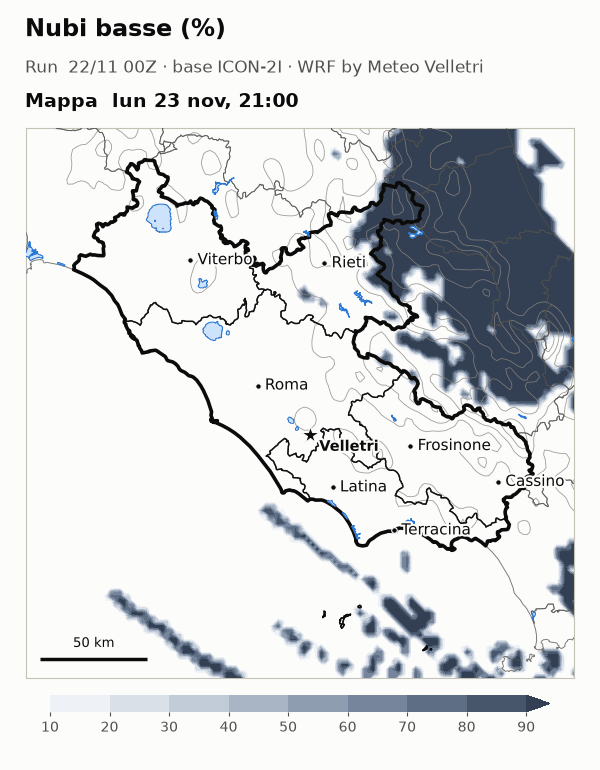 Nubi basse (%)
Run  22/11 00Z · base ICON-2I · WRF by Meteo Velletri
Mappa  lun 23 nov, 21:00
Viterbo
Rieti
Roma
Velletri
Frosinone
Cassino
Latina
Terracina
50 km
10 20 30 40 50 60 70 80 90